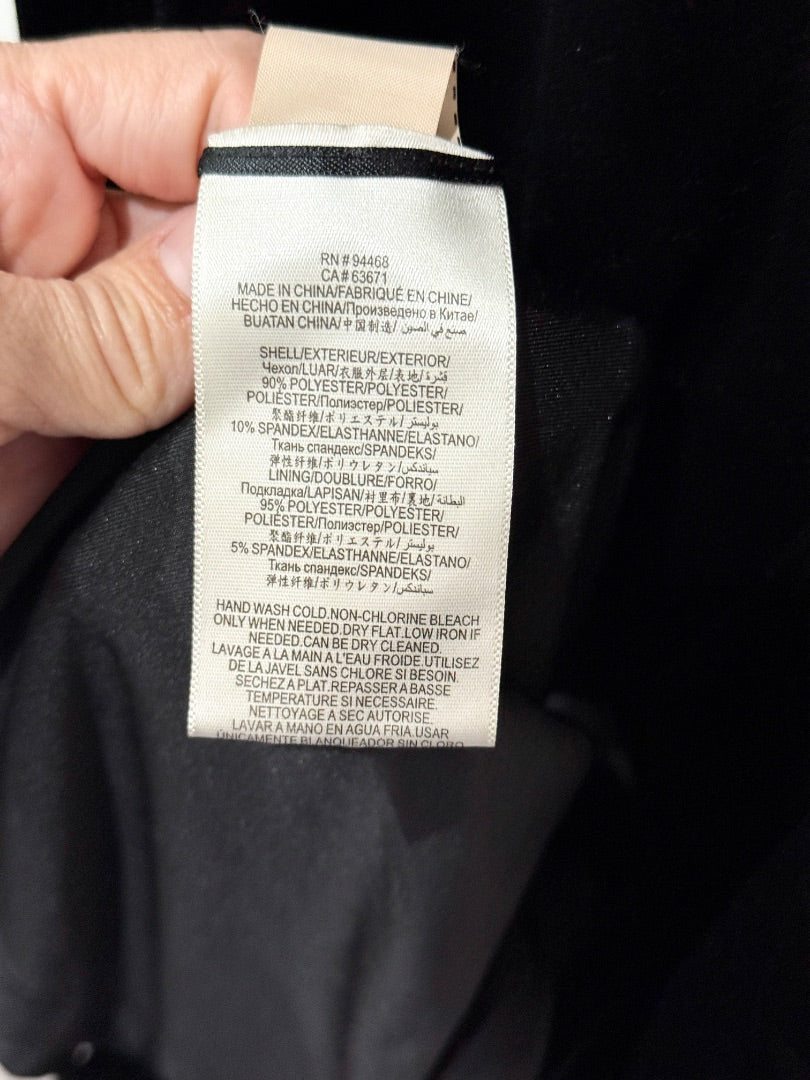 RN # 94468
CA # 63671
MADE IN CHINA/FABRIQUÉ EN CHINE/
HECHO EN CHINA/Произведено в Китае/
BUATAN CHINA/中国制造/ صنع في الصين
SHELL/EXTERIEUR/EXTERIOR/
Чехол/LUAR/衣服外层/表地/قشرة/
90% POLYESTER/POLYESTER/
POLIÉSTER/Полиэстер/POLIESTER/
聚酯纤维/ポリエステル/بوليستر
10% SPANDEX/ELASTHANNE/ELASTANO/
Ткань спандекс/SPANDEKS/
弹性纤维/ポリウレタン/سباندكس
LINING/DOUBLURE/FORRO/
Подкладка/LAPISAN/衬里布/裏地/البطانة/
95% POLYESTER/POLYESTER/
POLIÉSTER/Полиэстер/POLIESTER/
聚酯纤维/ポリエステル/بوليستر
5% SPANDEX/ELASTHANNE/ELASTANO/
Ткань спандекс/SPANDEKS/
弹性纤维/ポリウレタン/سباندكس
HAND WASH COLD.NON-CHLORINE BLEACH
ONLY WHEN NEEDED.DRY FLAT.LOW IRON IF
NEEDED.CAN BE DRY CLEANED.
LAVAGE A LA MAIN A L'EAU FROIDE.UTILISEZ
DE LA JAVEL SANS CHLORE SI BESOIN.
SECHEZ A PLAT.REPASSER A BASSE
TEMPERATURE SI NECESSAIRE.
NETTOYAGE A SEC AUTORISE.
LAVAR A MANO EN AGUA FRIA.USAR
ÚNICAMENTE BLANQUEADOR SIN CLORO